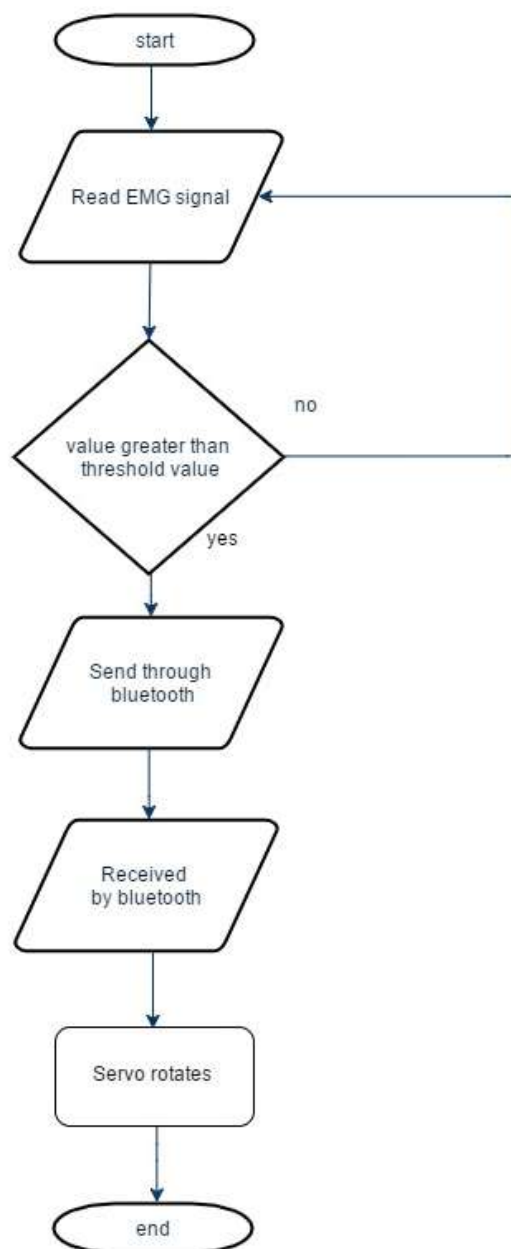 start
Read EMG signal
no
value greater than
threshold value
yes
Send through
bluetooth
Received
by bluetooth
Servo rotates
end